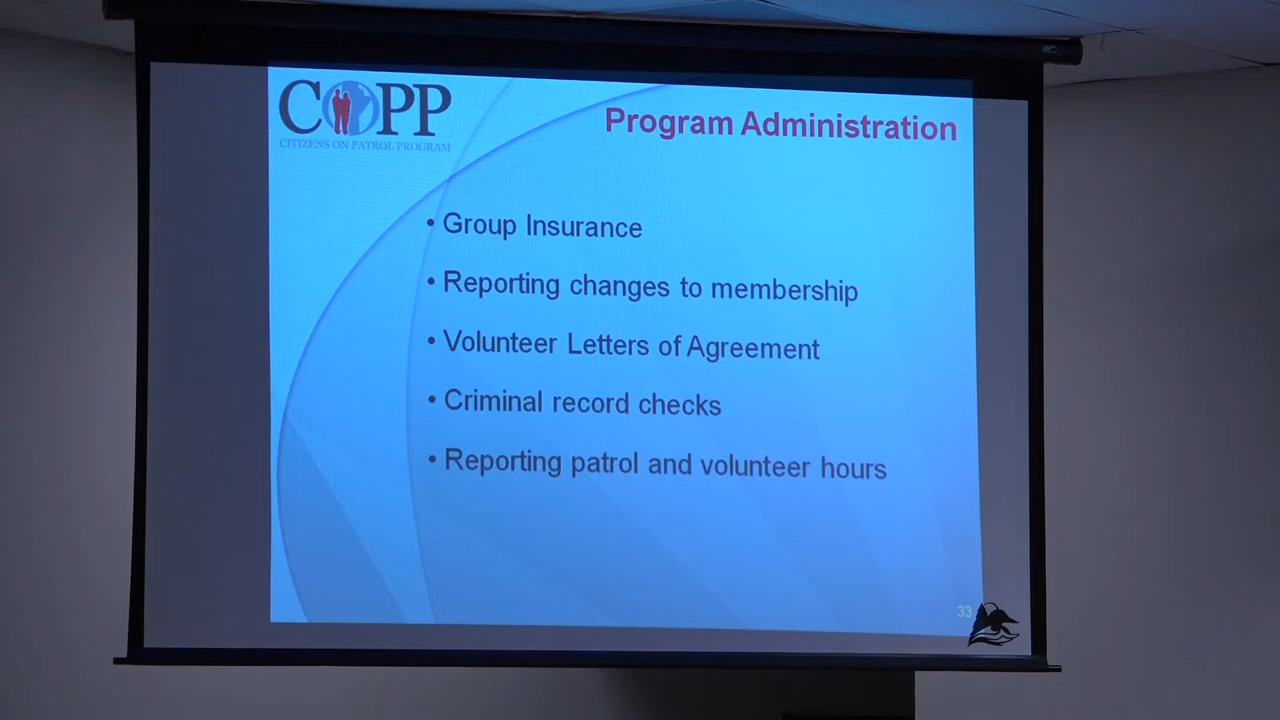 COPP
CITIZENS ON PATROL PROGRAM
Program Administration
• Group Insurance
• Reporting changes to membership
• Volunteer Letters of Agreement
• Criminal record checks
• Reporting patrol and volunteer hours
33